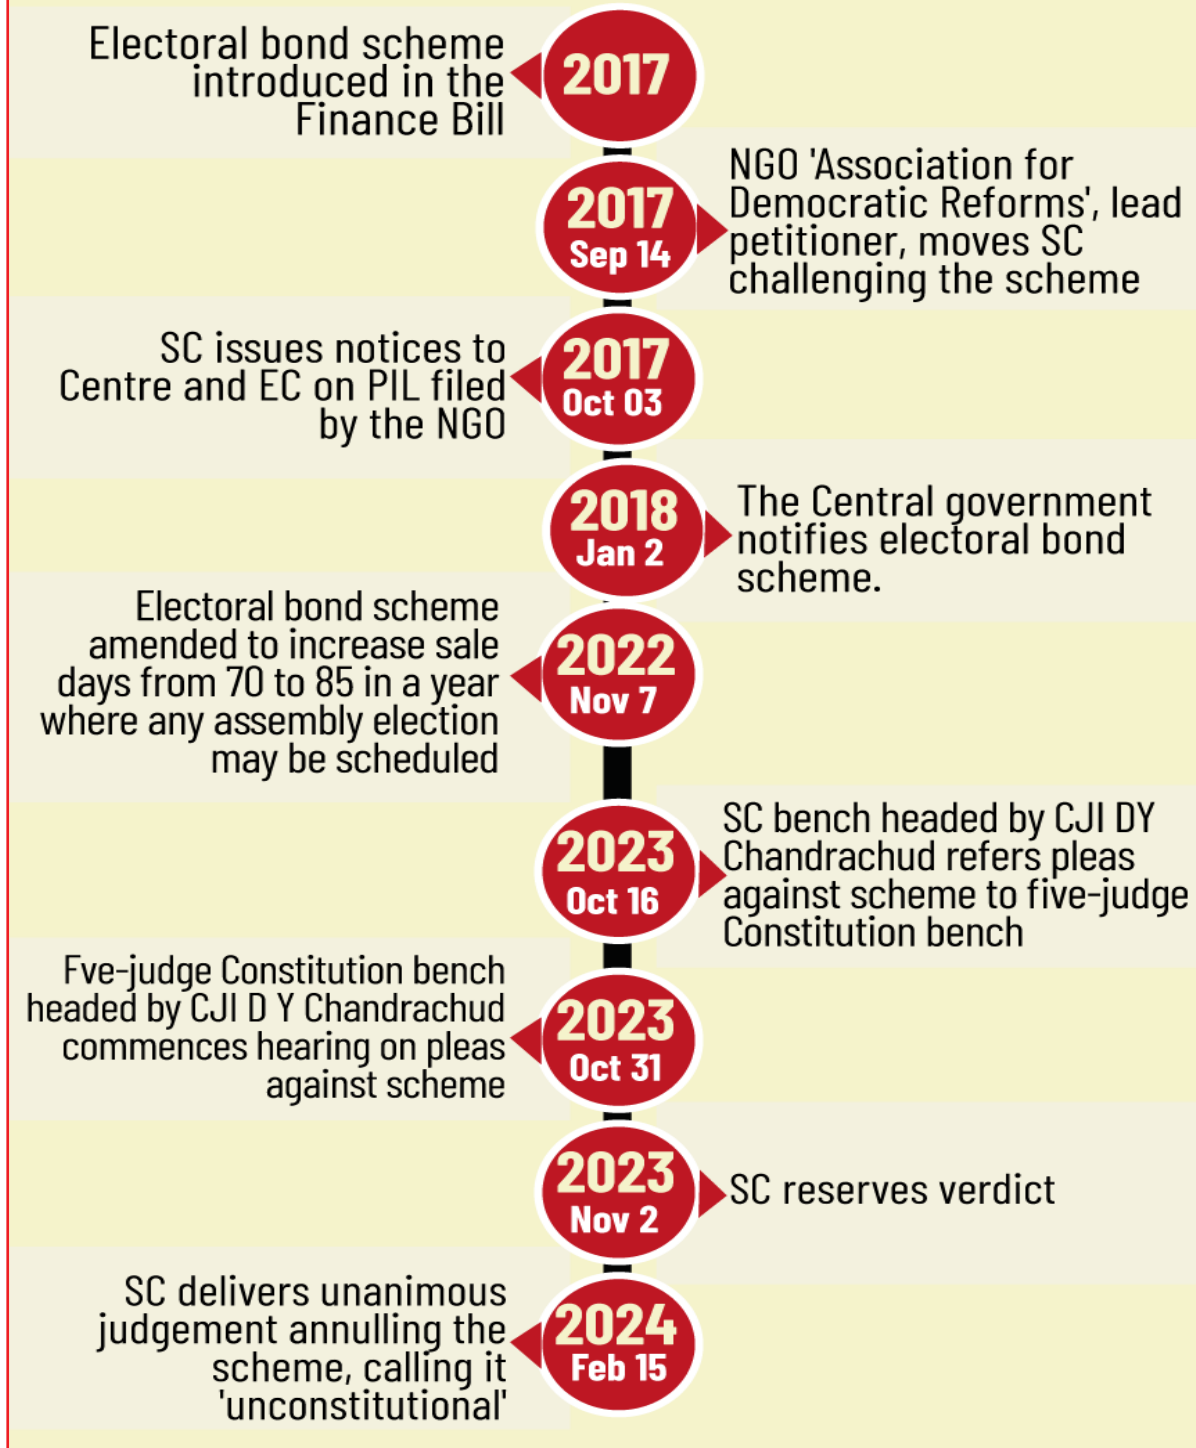 Electoral bond scheme
introduced in the
Finance Bill
2017
2017
Sep 14
NGO 'Association for
Democratic Reforms', lead
petitioner, moves SC
challenging the scheme
SC issues notices to
Centre and EC on PIL filed
by the NGO
2017
Oct 03
2018
Jan 2
The Central government
notifies electoral bond
scheme.
Electoral bond scheme
amended to increase sale
days from 70 to 85 in a year
where any assembly election
may be scheduled
2022
Nov 7
2023
Oct 16
SC bench headed by CJI DY
Chandrachud refers pleas
against scheme to five-judge
Constitution bench
Fve-judge Constitution bench
headed by CJI D Y Chandrachud
commences hearing on pleas
against scheme
2023
Oct 31
2023
Nov 2
SC reserves verdict
SC delivers unanimous
judgement annulling the
scheme, calling it
'unconstitutional'
2024
Feb 15